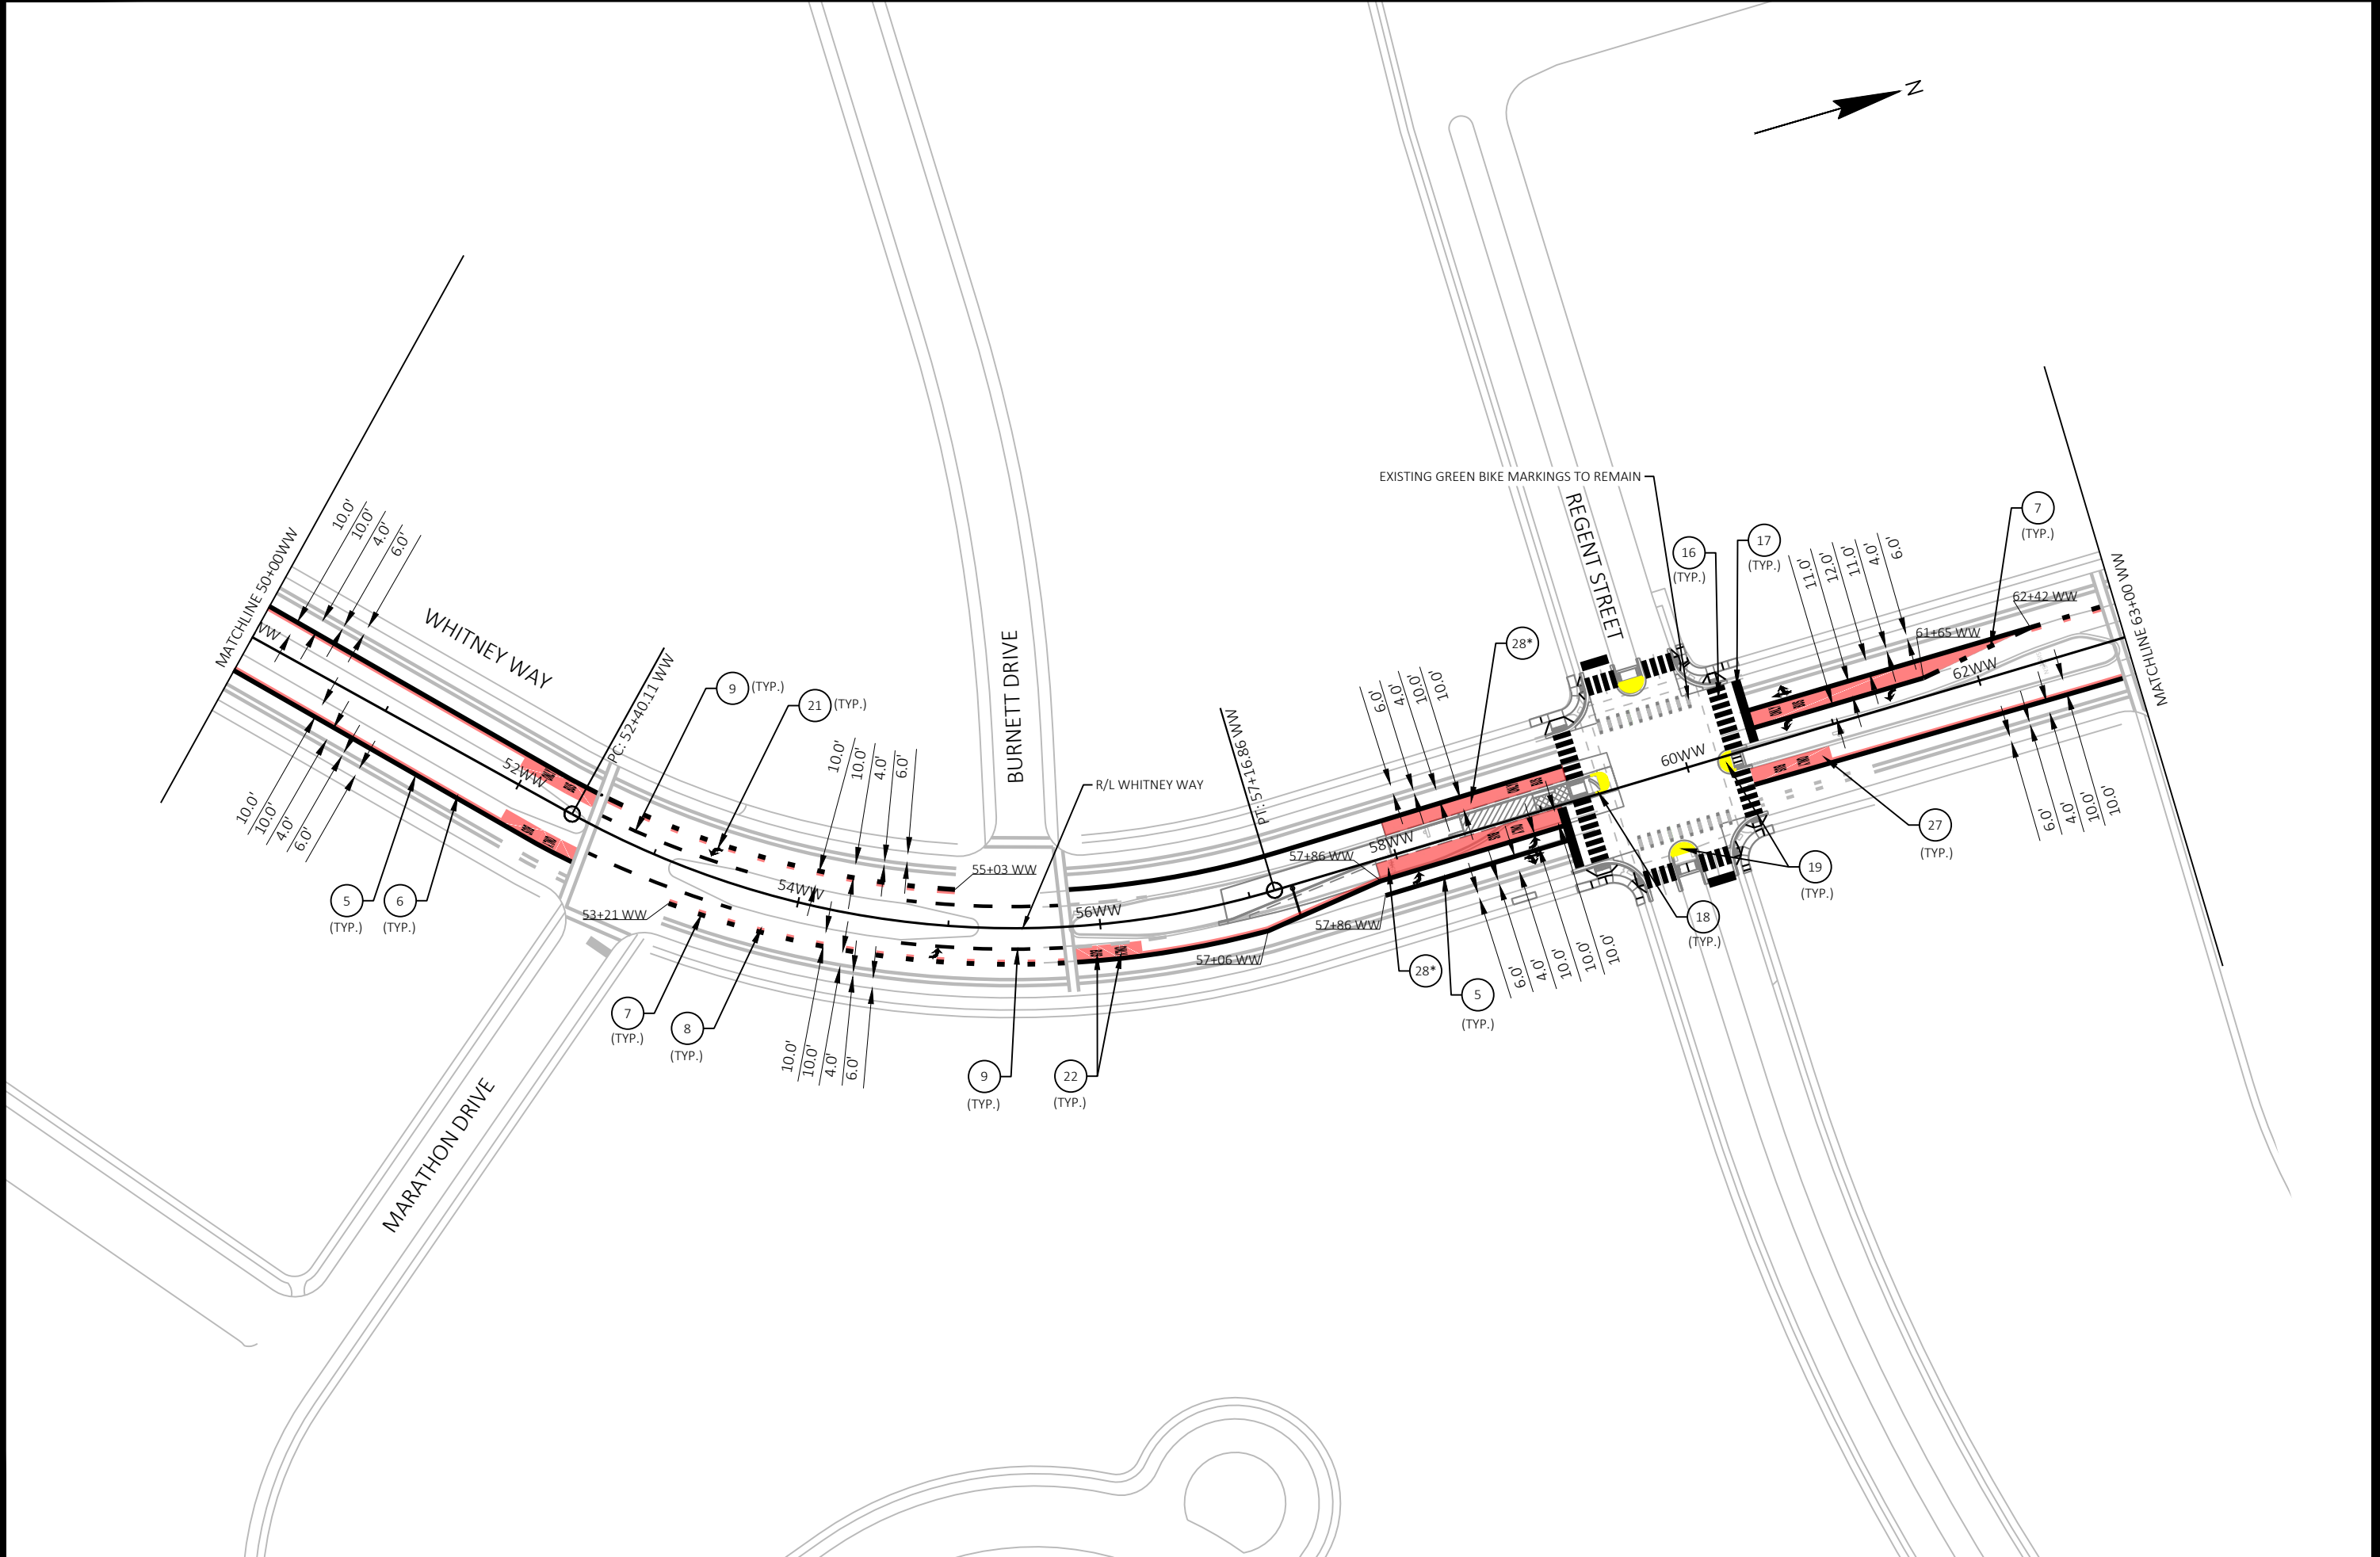 N
EXISTING GREEN BIKE MARKINGS TO REMAIN
REGENT STREET
16
(TYP.)
17
(TYP.)
7
(TYP.)
11.0'
12.0'
11.0'
4.0'
6.0'
62+42 WW
61+65 WW
62WW
MATCHLINE 63+00 WW
MATCHLINE 50+00WW
10.0'
10.0'
4.0'
6.0'
WHITNEY WAY
PC: 52+40.11 WW
9
(TYP.)
21
(TYP.)
BURNETT DRIVE
R/L WHITNEY WAY
PT: 57+16.86 WW
28*
6.0'
4.0'
10.0'
10.0'
10.0'
10.0'
4.0'
6.0'
52WW
54WW
55+03 WW
56WW
57+86 WW
58WW
60WW
10.0'
10.0'
4.0'
6.0'
5
(TYP.)
6
(TYP.)
53+21 WW
57+86 WW
57+06 WW
BUS
ONLY
28*
5
(TYP.)
6.0'
4.0'
10.0'
10.0'
10.0'
18
(TYP.)
19
(TYP.)
27
(TYP.)
6.0'
4.0'
10.0'
10.0'
7
(TYP.)
8
(TYP.)
10.0'
10.0'
4.0'
6.0'
9
(TYP.)
22
(TYP.)
MARATHON DRIVE